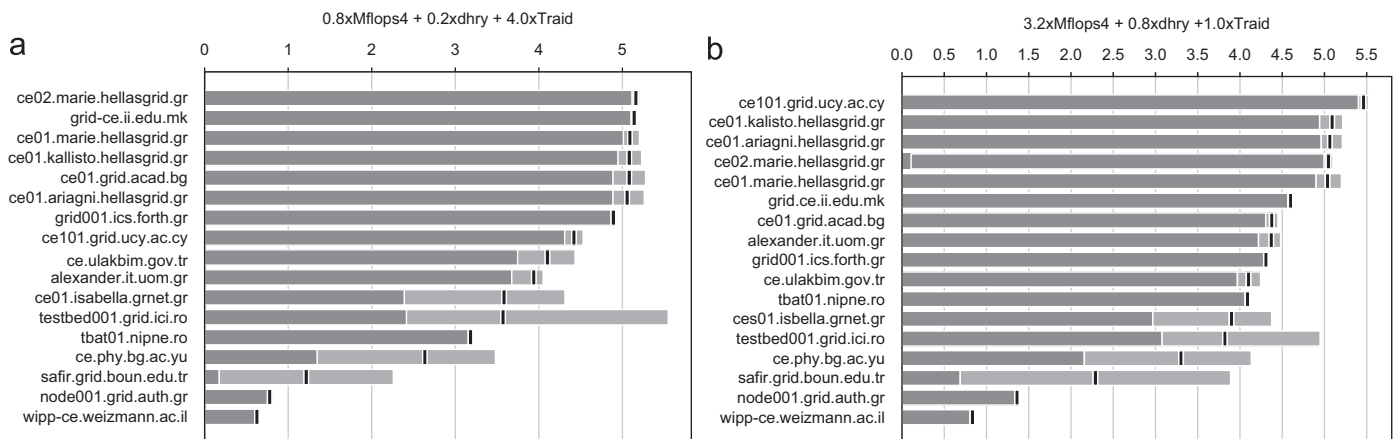 a
0.8xMflops4 + 0.2xdhry + 4.0xTraid
0 1 2 3 4 5
ce02.marie.hellasgrid.gr
grid-ce.ii.edu.mk
ce01.marie.hellasgrid.gr
ce01.kallisto.hellasgrid.gr
ce01.grid.acad.bg
ce01.ariagni.hellasgrid.gr
grid001.ics.forth.gr
ce101.grid.ucy.ac.cy
ce.ulakbim.gov.tr
alexander.it.uom.gr
ce01.isabella.grnet.gr
testbed001.grid.ici.ro
tbat01.nipne.ro
ce.phy.bg.ac.yu
safir.grid.boun.edu.tr
node001.grid.auth.gr
wipp-ce.weizmann.ac.il
b
3.2xMflops4 + 0.8xdhry +1.0xTraid
0.0 0.5 1.0 1.5 2.0 2.5 3.0 3.5 4.0 4.5 5.0 5.5
ce101.grid.ucy.ac.cy
ce01.kalisto.hellasgrid.gr
ce01.ariagni.hellasgrid.gr
ce02.marie.hellasgrid.gr
ce01.marie.hellasgrid.gr
grid.ce.ii.edu.mk
ce01.grid.acad.bg
alexander.it.uom.gr
grid001.ics.forth.gr
ce.ulakbim.gov.tr
tbat01.nipne.ro
ces01.isbella.grnet.gr
testbed001.grid.ici.ro
ce.phy.bg.ac.yu
safir.grid.boun.edu.tr
node001.grid.auth.gr
wipp-ce.weizmann.ac.il